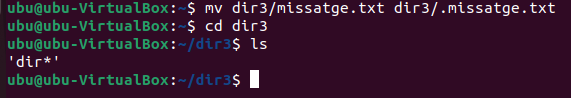 ubu@ubu-VirtualBox:~$ mv dir3/missatge.txt dir3/.missatge.txt
ubu@ubu-VirtualBox:~$ cd dir3
ubu@ubu-VirtualBox:~/dir3$ ls
'dir*'
ubu@ubu-VirtualBox:~/dir3$